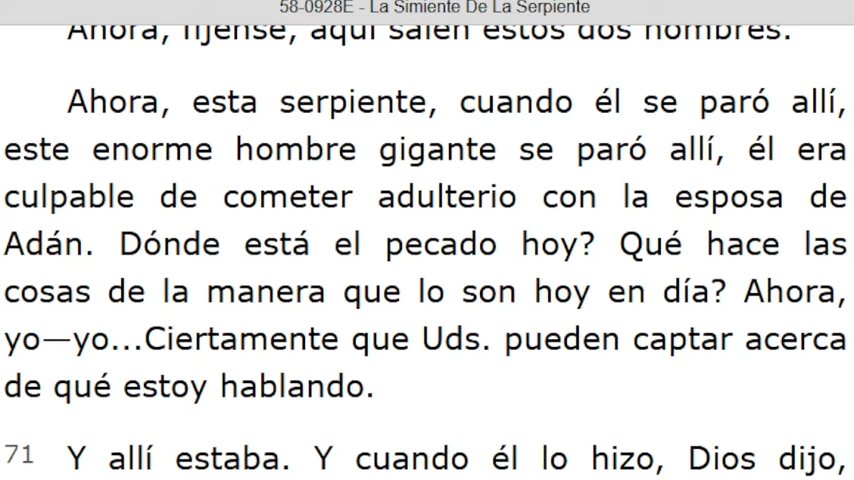 58-0928E - La Simiente De La Serpiente
Ahora, fíjense, aquí salen estos dos hombres.
Ahora, esta serpiente, cuando él se paró allí,
este enorme hombre gigante se paró allí, él era
culpable de cometer adulterio con la esposa de
Adán. Dónde está el pecado hoy? Qué hace las
cosas de la manera que lo son hoy en día? Ahora,
yo—yo...Ciertamente que Uds. pueden captar acerca
de qué estoy hablando.
71 Y allí estaba. Y cuando él lo hizo, Dios dijo,